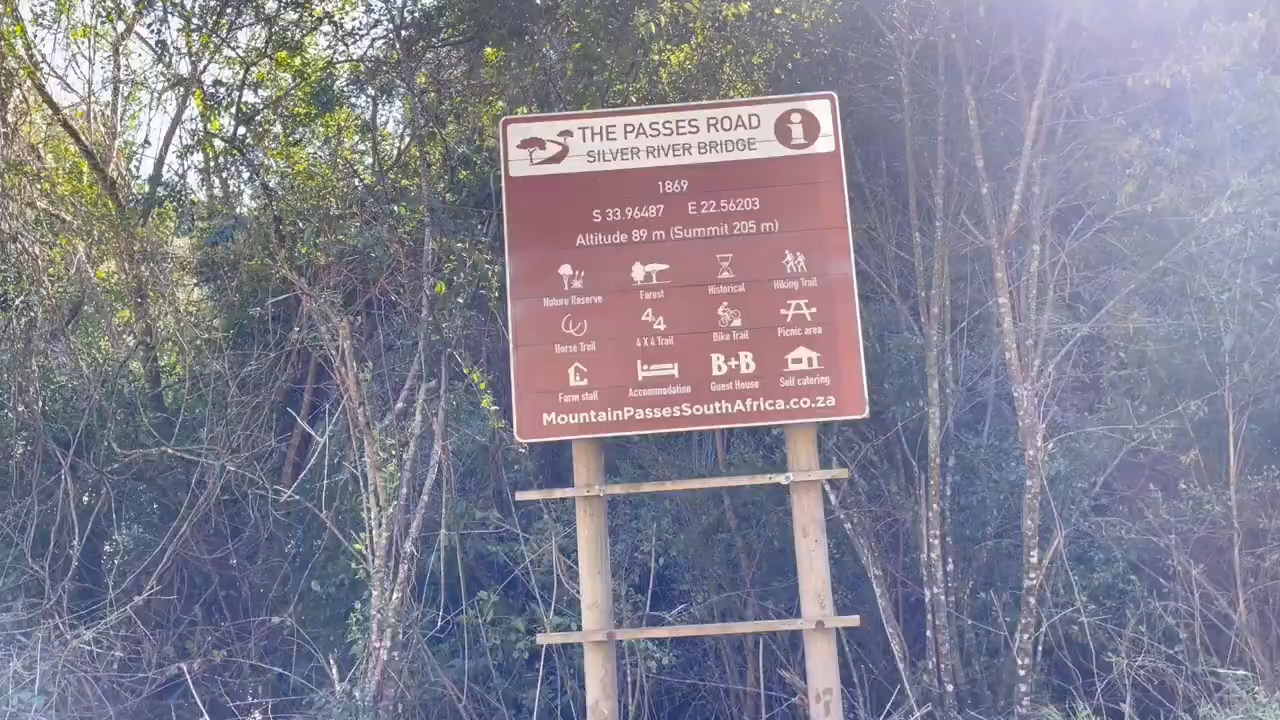 THE PASSES ROAD
SILVER RIVER BRIDGE
i
1869
S 33.96487 E 22.56203
Altitude 89 m (Summit 205 m)
Nature Reserve Forest Historical Hiking Trail
4x4
Horse Trail 4 X 4 Trail Bike Trail Picnic area
B+B
Farm stall Accommodation Guest House Self catering
MountainPassesSouthAfrica.co.za